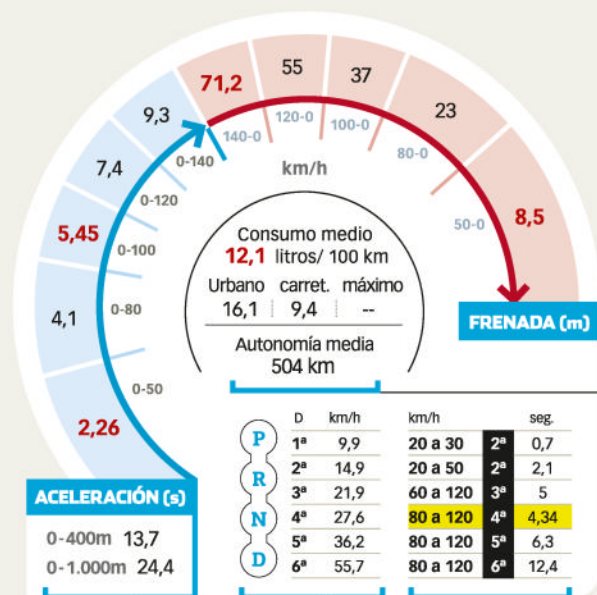 71,2 55 37 23 8,5
140-0 120-0 100-0 80-0 50-0
9,3 0-140
7,4 0-120
5,45 0-100
4,1 0-80
2,26 0-50
km/h
Consumo medio
12,1 litros/ 100 km
Urbano carret. máximo
16,1 9,4 --
Autonomía media
504 km
FRENADA (m)
ACELERACIÓN (s)
0-400m 13,7
0-1.000m 24,4
P
R
N
D
D km/h
1ª 9,9
2ª 14,9
3ª 21,9
4ª 27,6
5ª 36,2
6ª 55,7
km/h seg.
20 a 30 2ª 0,7
20 a 50 2ª 2,1
60 a 120 3ª 5
80 a 120 4ª 4,34
80 a 120 5ª 6,3
80 a 120 6ª 12,4